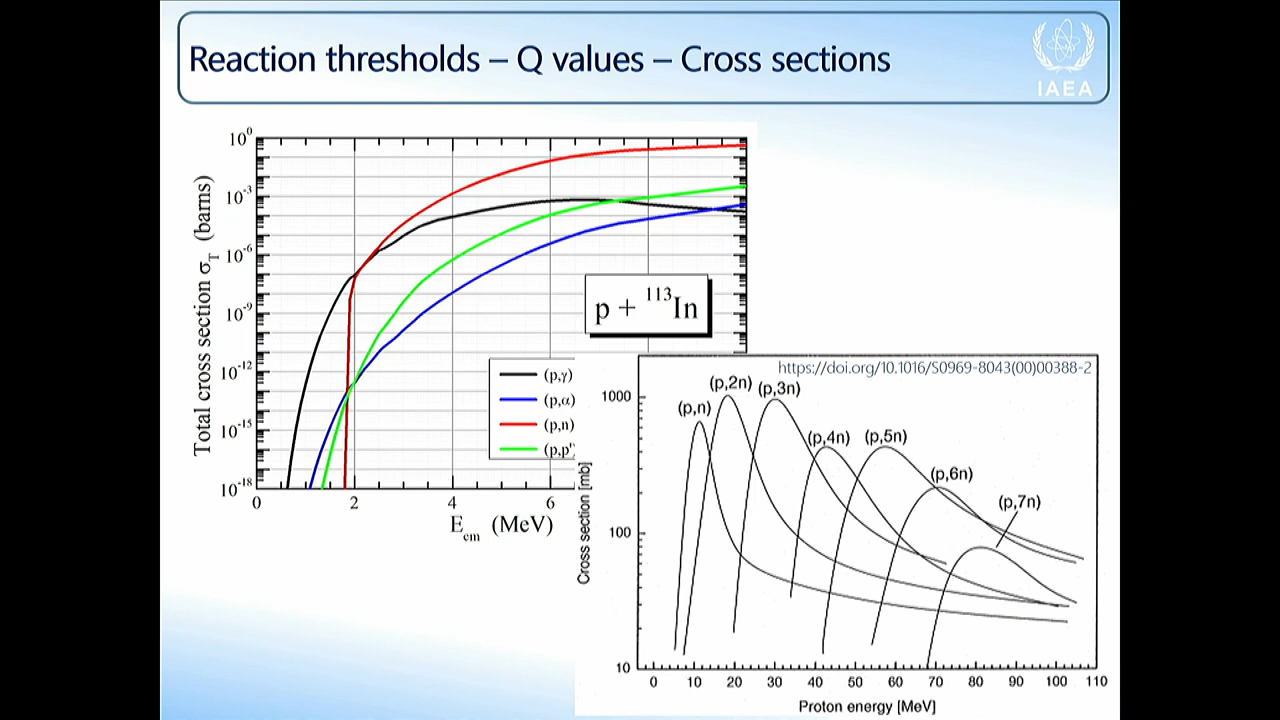 Reaction thresholds – Q values – Cross sections
IAEA
10⁰
10⁻³
10⁻⁶
10⁻⁹
10⁻¹²
10⁻¹⁵
10⁻¹⁸
Total cross section σT (barns)
0 2 4 6
Ecm (MeV)
p + ¹¹³In
(p,γ)
(p,α)
(p,n)
https://doi.org/10.1016/S0969-8043(00)00388-2
(p,n)
(p,2n)
(p,3n)
(p,4n)
(p,5n)
(p,6n)
(p,7n)
1000
100
10
Cross section [mb]
0 10 20 30 40 50 60 70 80 90 100 110
Proton energy [MeV]